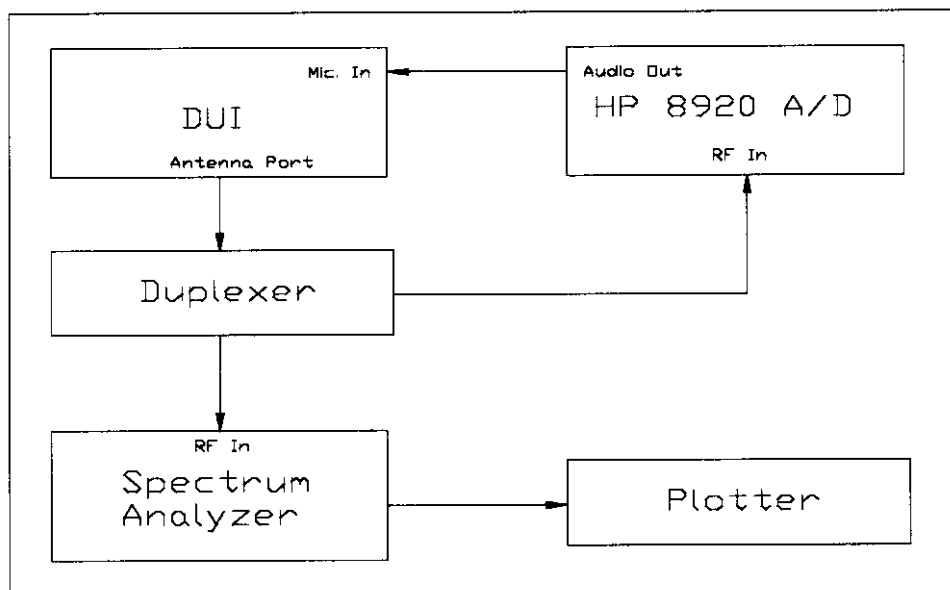 Mic. In
DUI
Antenna Port
Audio Out
HP 8920 A/D
RF In
Duplexer
RF In
Spectrum
Analyzer
Plotter